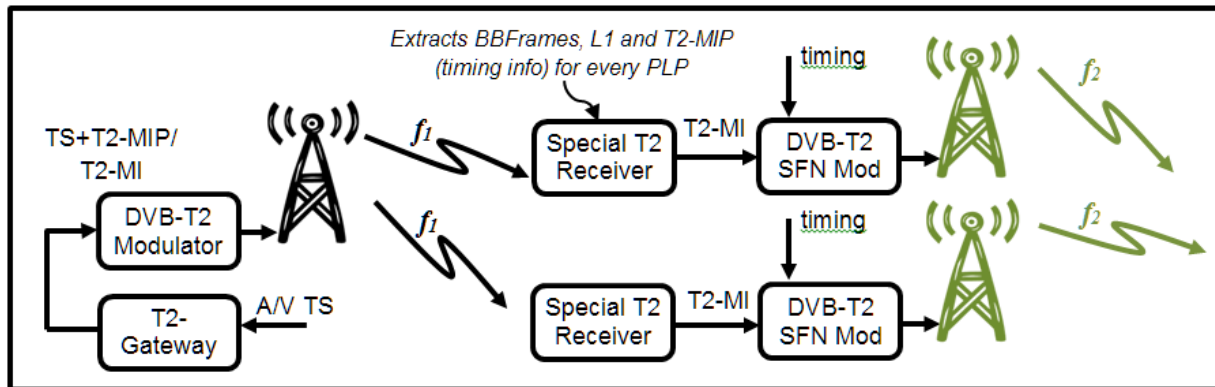 Extracts BBFrames, L1 and T2-MIP
(timing info) for every PLP
timing
f2
TS+T2-MIP/
T2-MI
f1
Special T2
Receiver
T2-MI
DVB-T2
SFN Mod
DVB-T2
Modulator
f1
timing
f2
T2-
Gateway
A/V TS
Special T2
Receiver
T2-MI
DVB-T2
SFN Mod